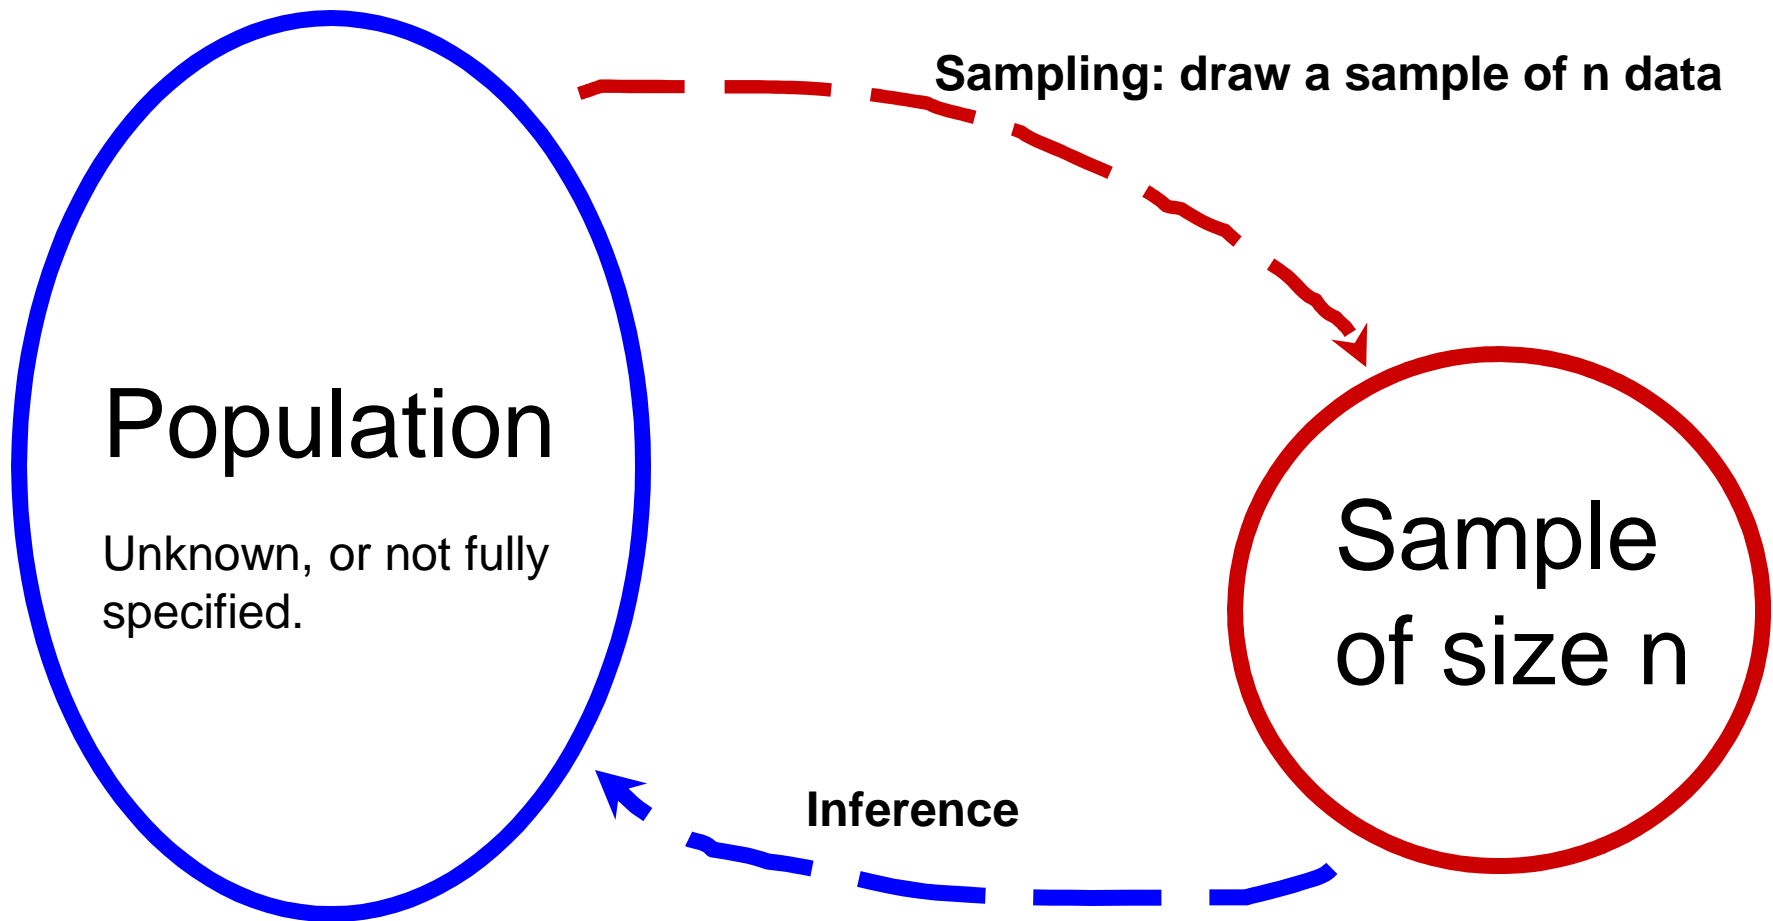 Sampling: draw a sample of n data
Population
Unknown, or not fully
specified.
Sample
of size n
Inference